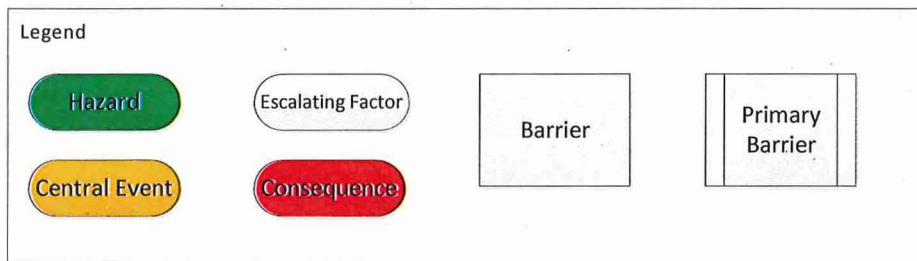 Legend
Hazard
Escalating Factor
Barrier
Primary
Barrier
Central Event
Consequence